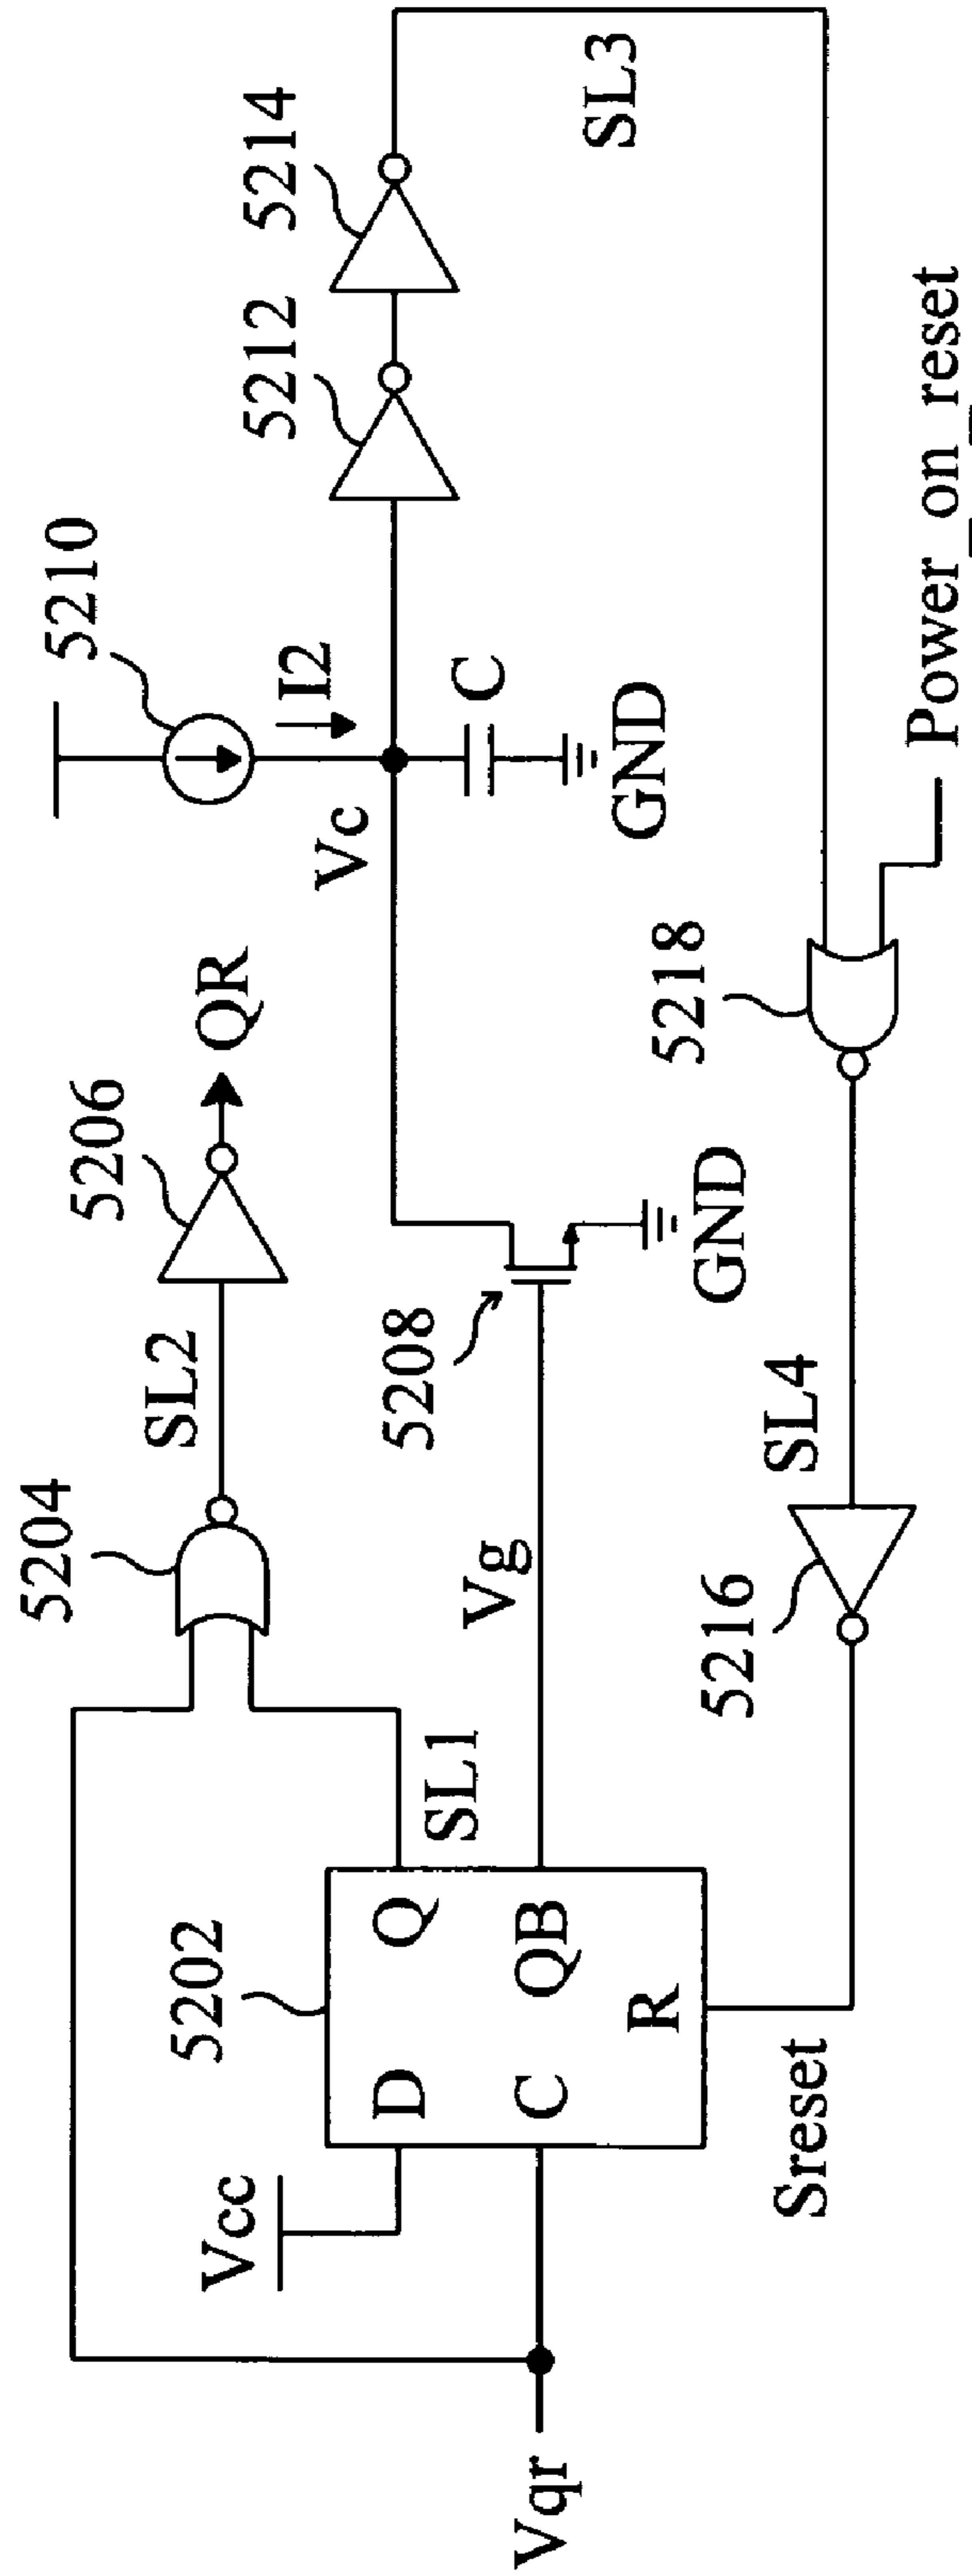 5204
SL2
5206
QR
5210
I2
Vc
C
GND
5212
5214
SL3
5202
Vcc
D
Q
SL1
C
QB
R
Vqr
Vg
5208
GND
Sreset
5216
SL4
5218
Power_on_reset